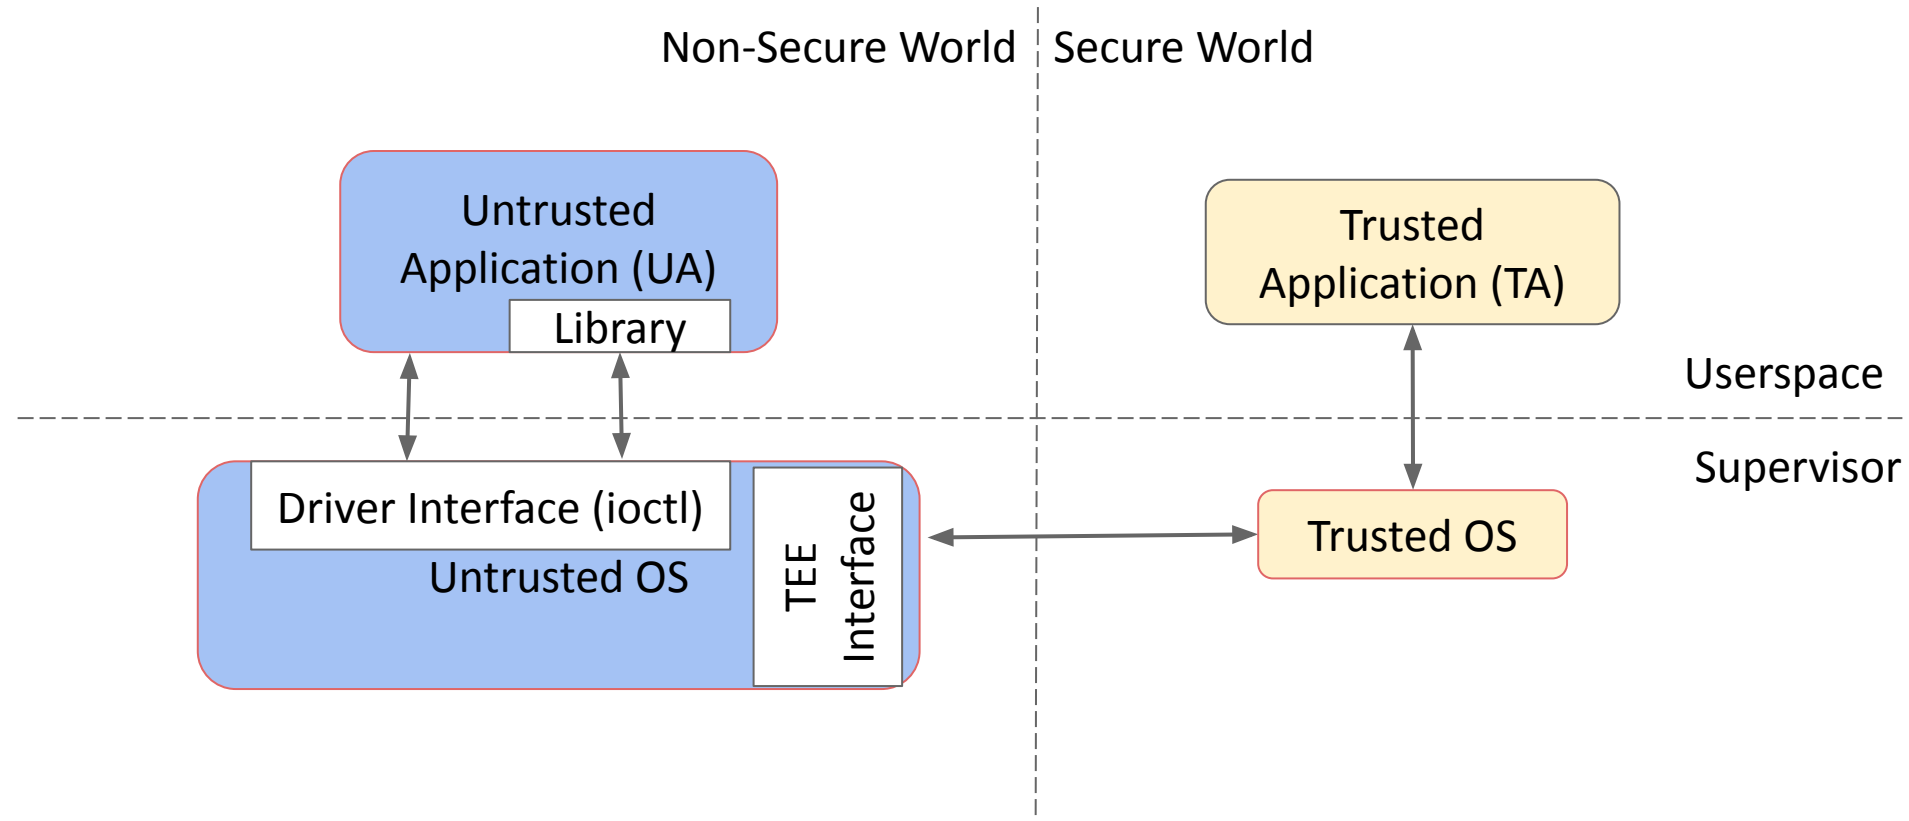 Non-Secure World
Secure World
Untrusted
Application (UA)
Library
Trusted
Application (TA)
Userspace
Supervisor
Driver Interface (ioctl)
Untrusted OS
TEE
Interface
Trusted OS